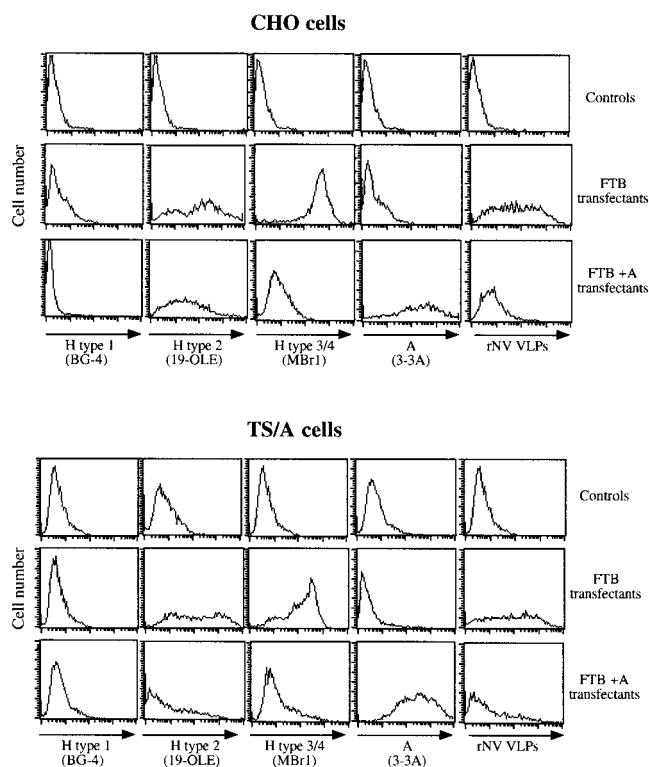 CHO cells
Cell number
Controls
FTB
transfectants
FTB +A
transfectants
H type 1
(BG-4)
H type 2
(19-OLE)
H type 3/4
(MBr1)
A
(3-3A)
rNV VLPs
TS/A cells
Cell number
Controls
FTB
transfectants
FTB +A
transfectants
H type 1
(BG-4)
H type 2
(19-OLE)
H type 3/4
(MBr1)
A
(3-3A)
rNV VLPs